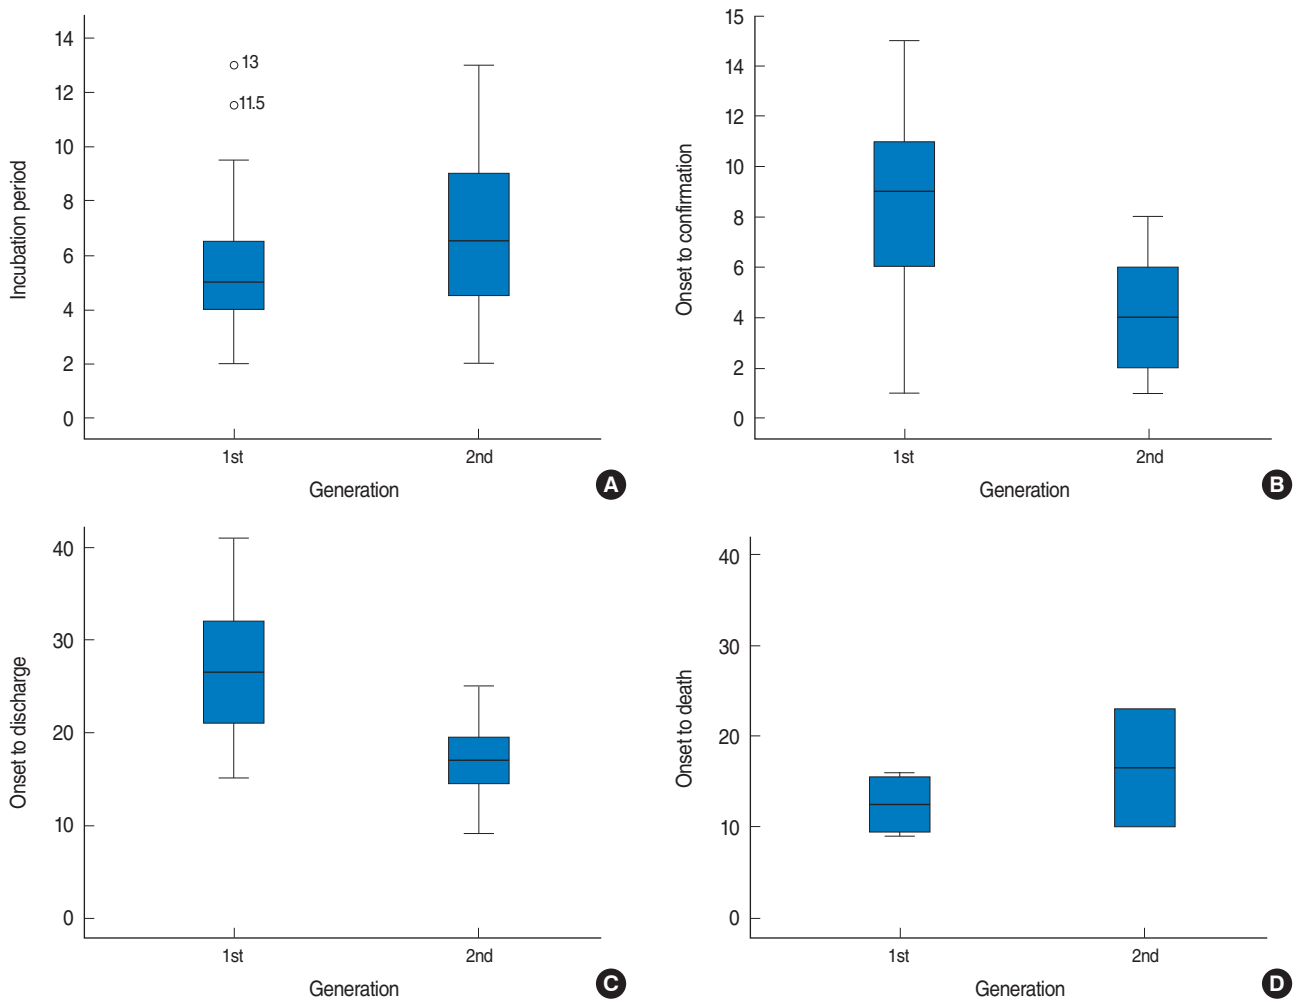 Incubation period
14
12
10
8
6
4
2
0
13
11.5
1st
2nd
Generation
A
Onset to confirmation
15
14
12
10
8
6
4
2
0
1st
2nd
Generation
B
Onset to discharge
40
30
20
10
0
1st
2nd
Generation
C
Onset to death
40
30
20
10
0
1st
2nd
Generation
D